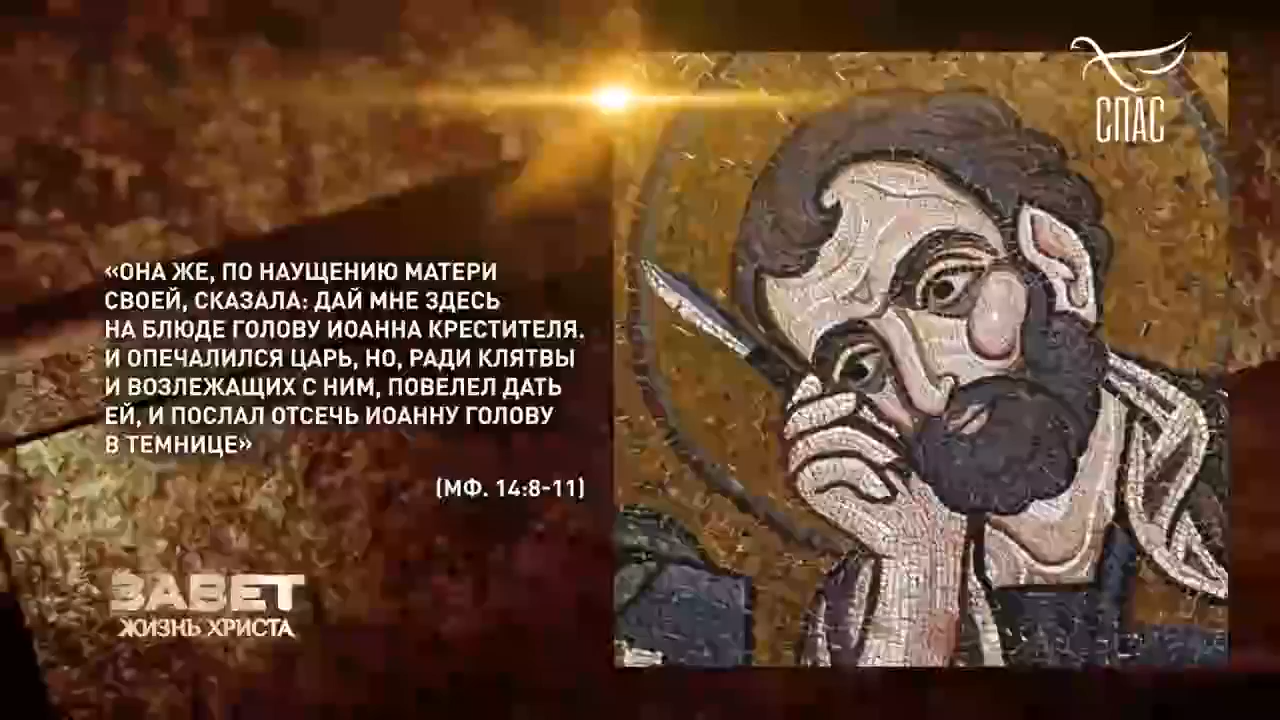 СПАС
«ОНА ЖЕ, ПО НАУЩЕНИЮ МАТЕРИ
СВОЕЙ, СКАЗАЛА: ДАЙ МНЕ ЗДЕСЬ
НА БЛЮДЕ ГОЛОВУ ИОАННА КРЕСТИТЕЛЯ.
И ОПЕЧАЛИЛСЯ ЦАРЬ, НО, РАДИ КЛЯТВЫ
И ВОЗЛЕЖАЩИХ С НИМ, ПОВЕЛЕЛ ДАТЬ
ЕЙ, И ПОСЛАЛ ОТСЕЧЬ ИОАННУ ГОЛОВУ
В ТЕМНИЦЕ»
(МФ. 14:8-11)
ЗАВЕТ
ЖИЗНЬ ХРИСТА